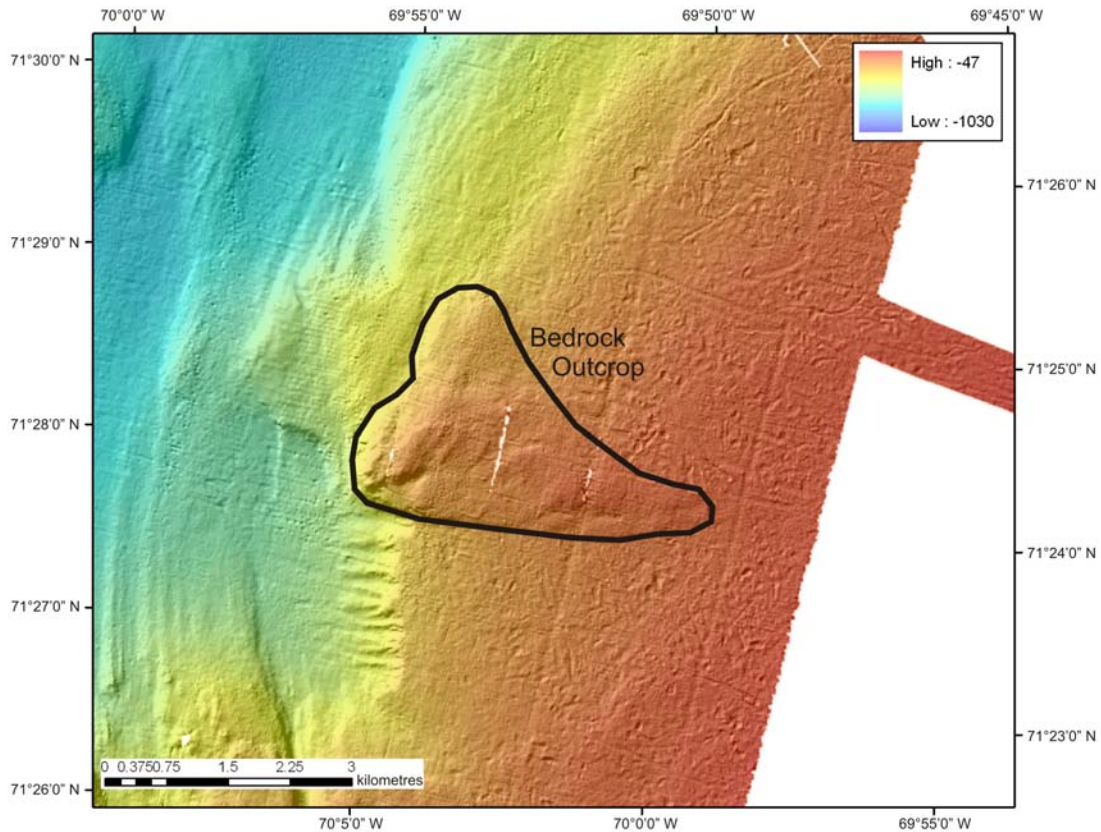 70°0'0" W
69°55'0" W
69°50'0" W
69°45'0" W
71°30'0" N
High : -47
Low : -1030
71°26'0" N
71°29'0" N
Bedrock
Outcrop
71°25'0" N
71°28'0" N
71°24'0" N
71°27'0" N
71°23'0" N
0 0.375 0.75 1.5 2.25 3
kilometres
71°26'0" N
70°5'0" W
70°0'0" W
69°55'0" W